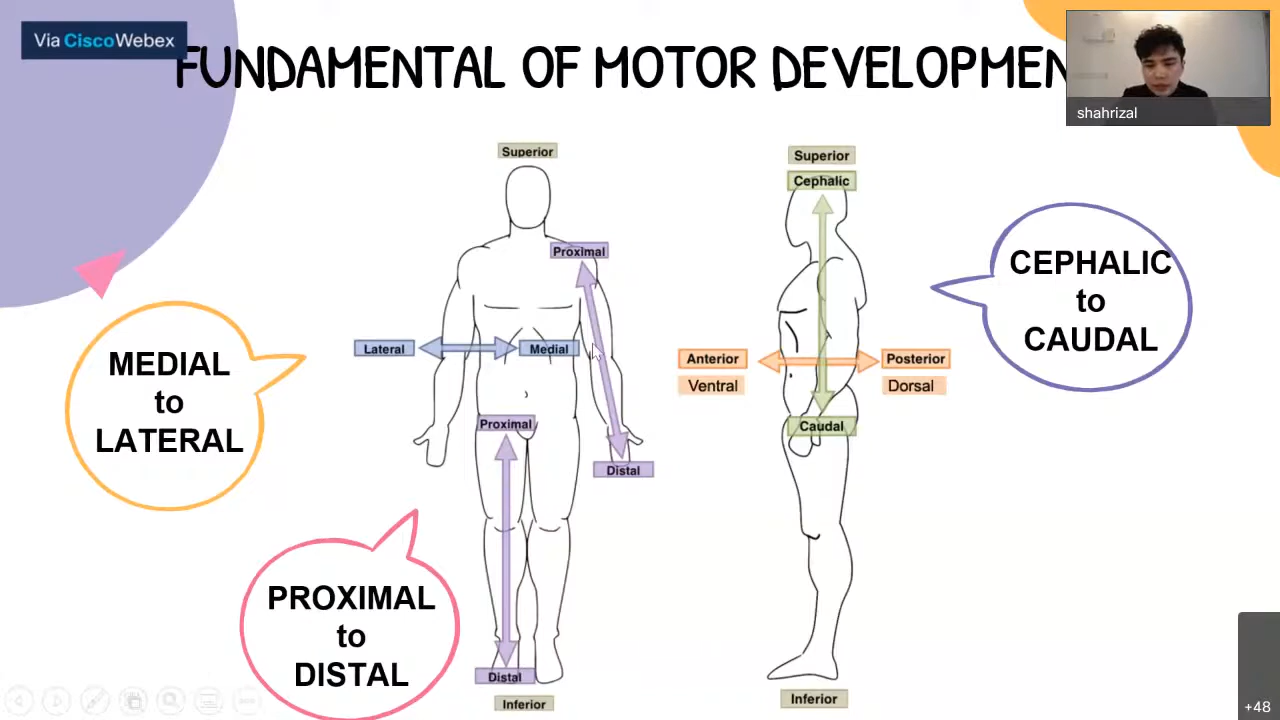 Via CiscoWebex
FUNDAMENTAL OF MOTOR DEVELOPMEN
shahrizal
Superior
Proximal
Lateral
Medial
Proximal
Distal
Distal
Inferior
Superior
Cephalic
Anterior
Posterior
Ventral
Dorsal
Caudal
Inferior
MEDIAL
to
LATERAL
PROXIMAL
to
DISTAL
CEPHALIC
to
CAUDAL
+48